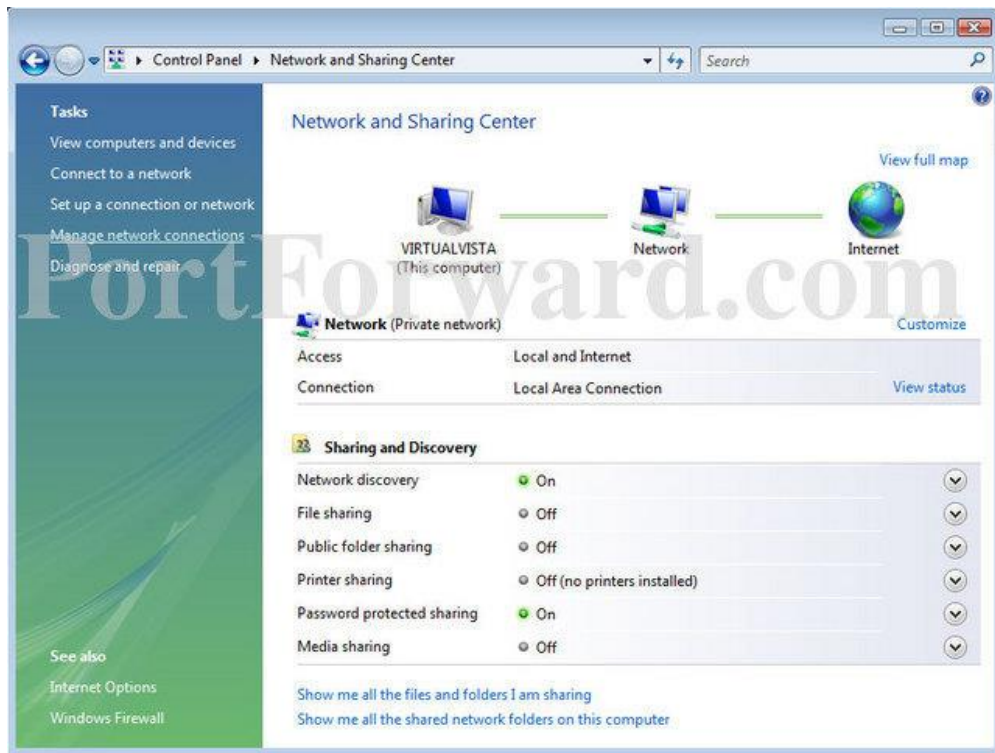 Control Panel Network and Sharing Center Search
Tasks
View computers and devices
Connect to a network
Set up a connection or network
Manage network connections
Diagnose and repair
See also
Internet Options
Windows Firewall
Network and Sharing Center
View full map
VIRTUALVISTA
(This computer)
Network
Internet
PortForward.com
Network (Private network) Customize
Access Local and Internet
Connection Local Area Connection View status
Sharing and Discovery
Network discovery On
File sharing Off
Public folder sharing Off
Printer sharing Off (no printers installed)
Password protected sharing On
Media sharing Off
Show me all the files and folders I am sharing
Show me all the shared network folders on this computer